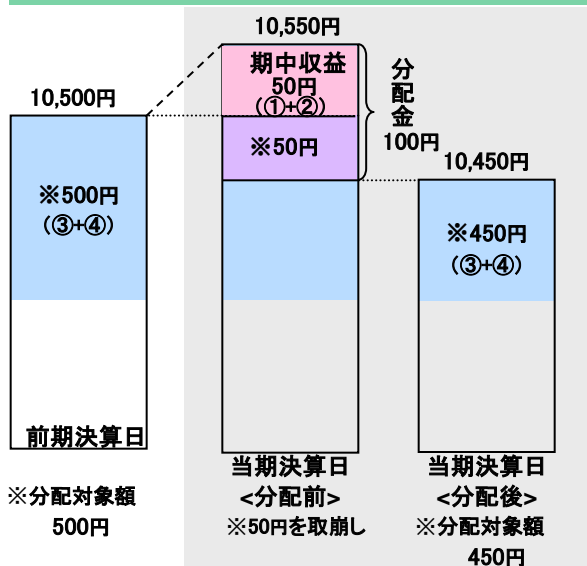 10,550円
10,500円
期中収益
50円
(①+②)
分配金
100円
※50円
10,450円
※500円
(③+④)
※450円
(③+④)
前期決算日
当期決算日
<分配前>
当期決算日
<分配後>
※分配対象額
500円
※50円を取崩し
※分配対象額
450円